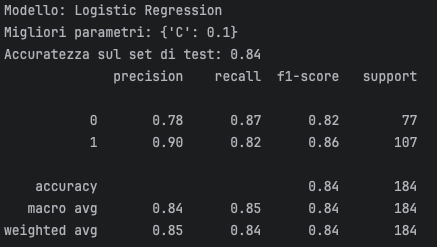 Modello: Logistic Regression
Migliori parametri: {'C': 0.1}
Accuratezza sul set di test: 0.84
precision recall f1-score support
0 0.78 0.87 0.82 77
1 0.90 0.82 0.86 107
accuracy 0.84 184
macro avg 0.84 0.85 0.84 184
weighted avg 0.85 0.84 0.84 184